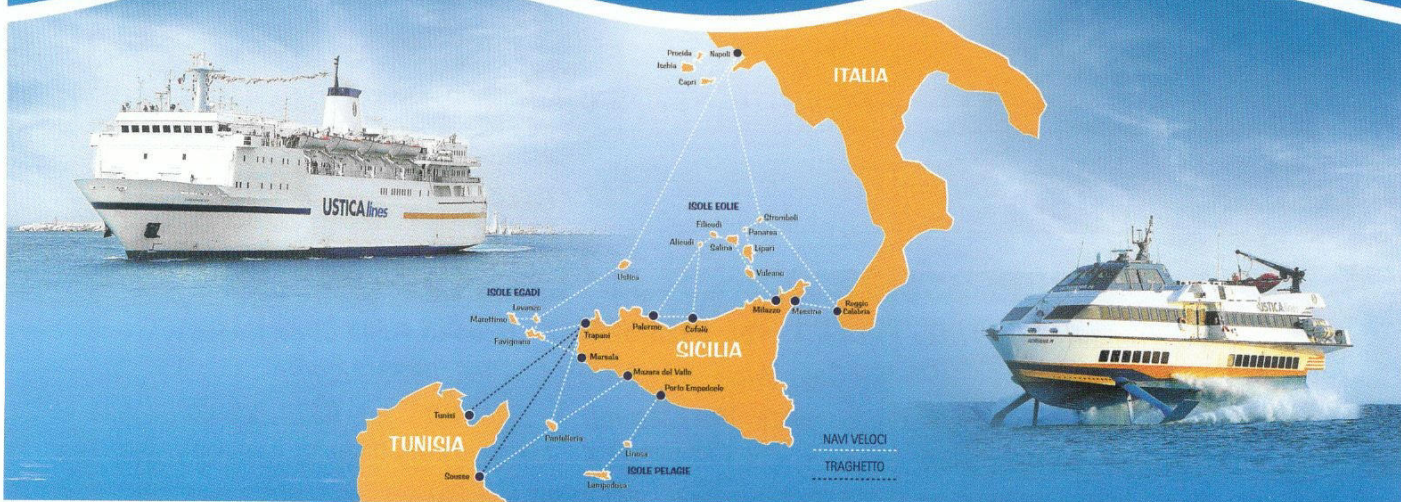 Procida
Napoli
Ischia
Capri
ITALIA
USTICA lines
ISOLE EOLIE
Stromboli
Filicudi
Panarea
Alicudi
Salina
Lipari
Vulcano
Ustica
ISOLE EGADI
Levanzo
Marettimo
Favignana
Trapani
Palermo
Cefalù
Milazzo
Messina
Reggio
Calabria
USTICA
SICILIA
Marsala
Mazara del Vallo
Porto Empedocle
Tunisi
TUNISIA
Pantelleria
Sousse
Linosa
ISOLE PELAGIE
Lampedusa
NAVI VELOCI
TRAGHETTO